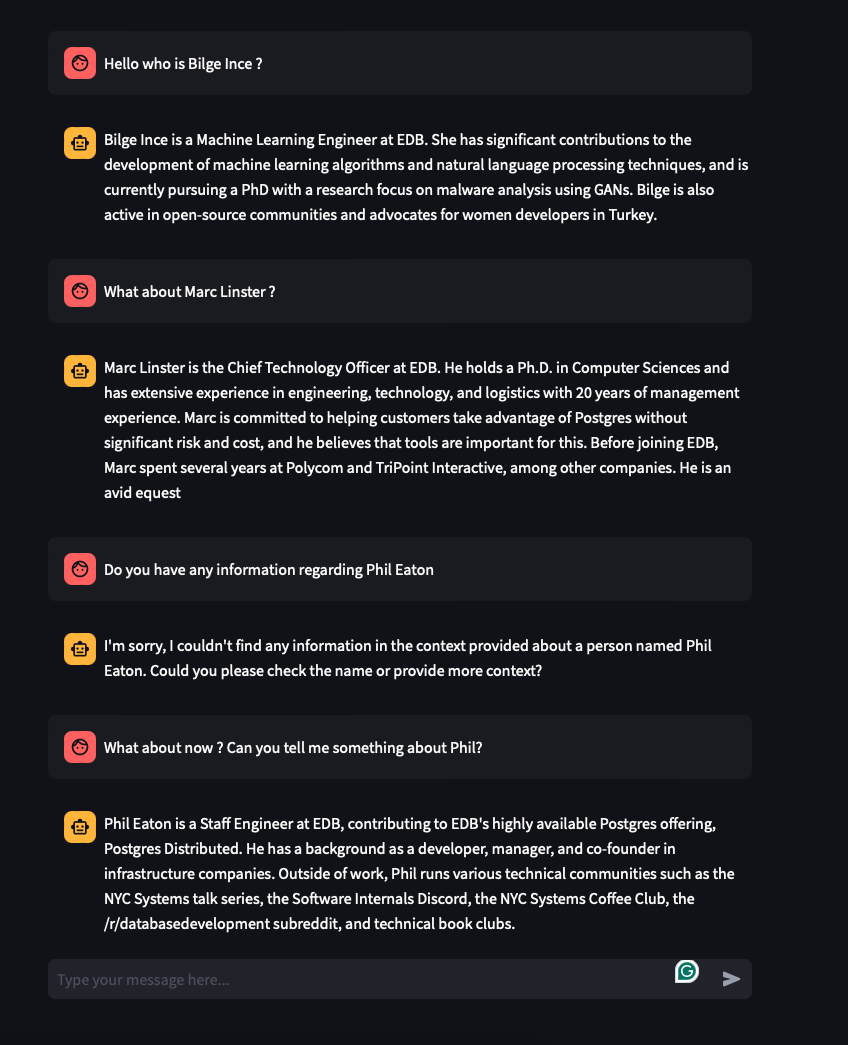 Hello who is Bilge Ince ?
Bilge Ince is a Machine Learning Engineer at EDB. She has significant contributions to the
development of machine learning algorithms and natural language processing techniques, and is
currently pursuing a PhD with a research focus on malware analysis using GANs. Bilge is also
active in open-source communities and advocates for women developers in Turkey.
What about Marc Linster ?
Marc Linster is the Chief Technology Officer at EDB. He holds a Ph.D. in Computer Sciences and
has extensive experience in engineering, technology, and logistics with 20 years of management
experience. Marc is committed to helping customers take advantage of Postgres without
significant risk and cost, and he believes that tools are important for this. Before joining EDB,
Marc spent several years at Polycom and TriPoint Interactive, among other companies. He is an
avid equest
Do you have any information regarding Phil Eaton
I'm sorry, I couldn't find any information in the context provided about a person named Phil
Eaton. Could you please check the name or provide more context?
What about now ? Can you tell me something about Phil?
Phil Eaton is a Staff Engineer at EDB, contributing to EDB's highly available Postgres offering,
Postgres Distributed. He has a background as a developer, manager, and co-founder in
infrastructure companies. Outside of work, Phil runs various technical communities such as the
NYC Systems talk series, the Software Internals Discord, the NYC Systems Coffee Club, the
/r/databasedevelopment subreddit, and technical book clubs.
Type your message here...